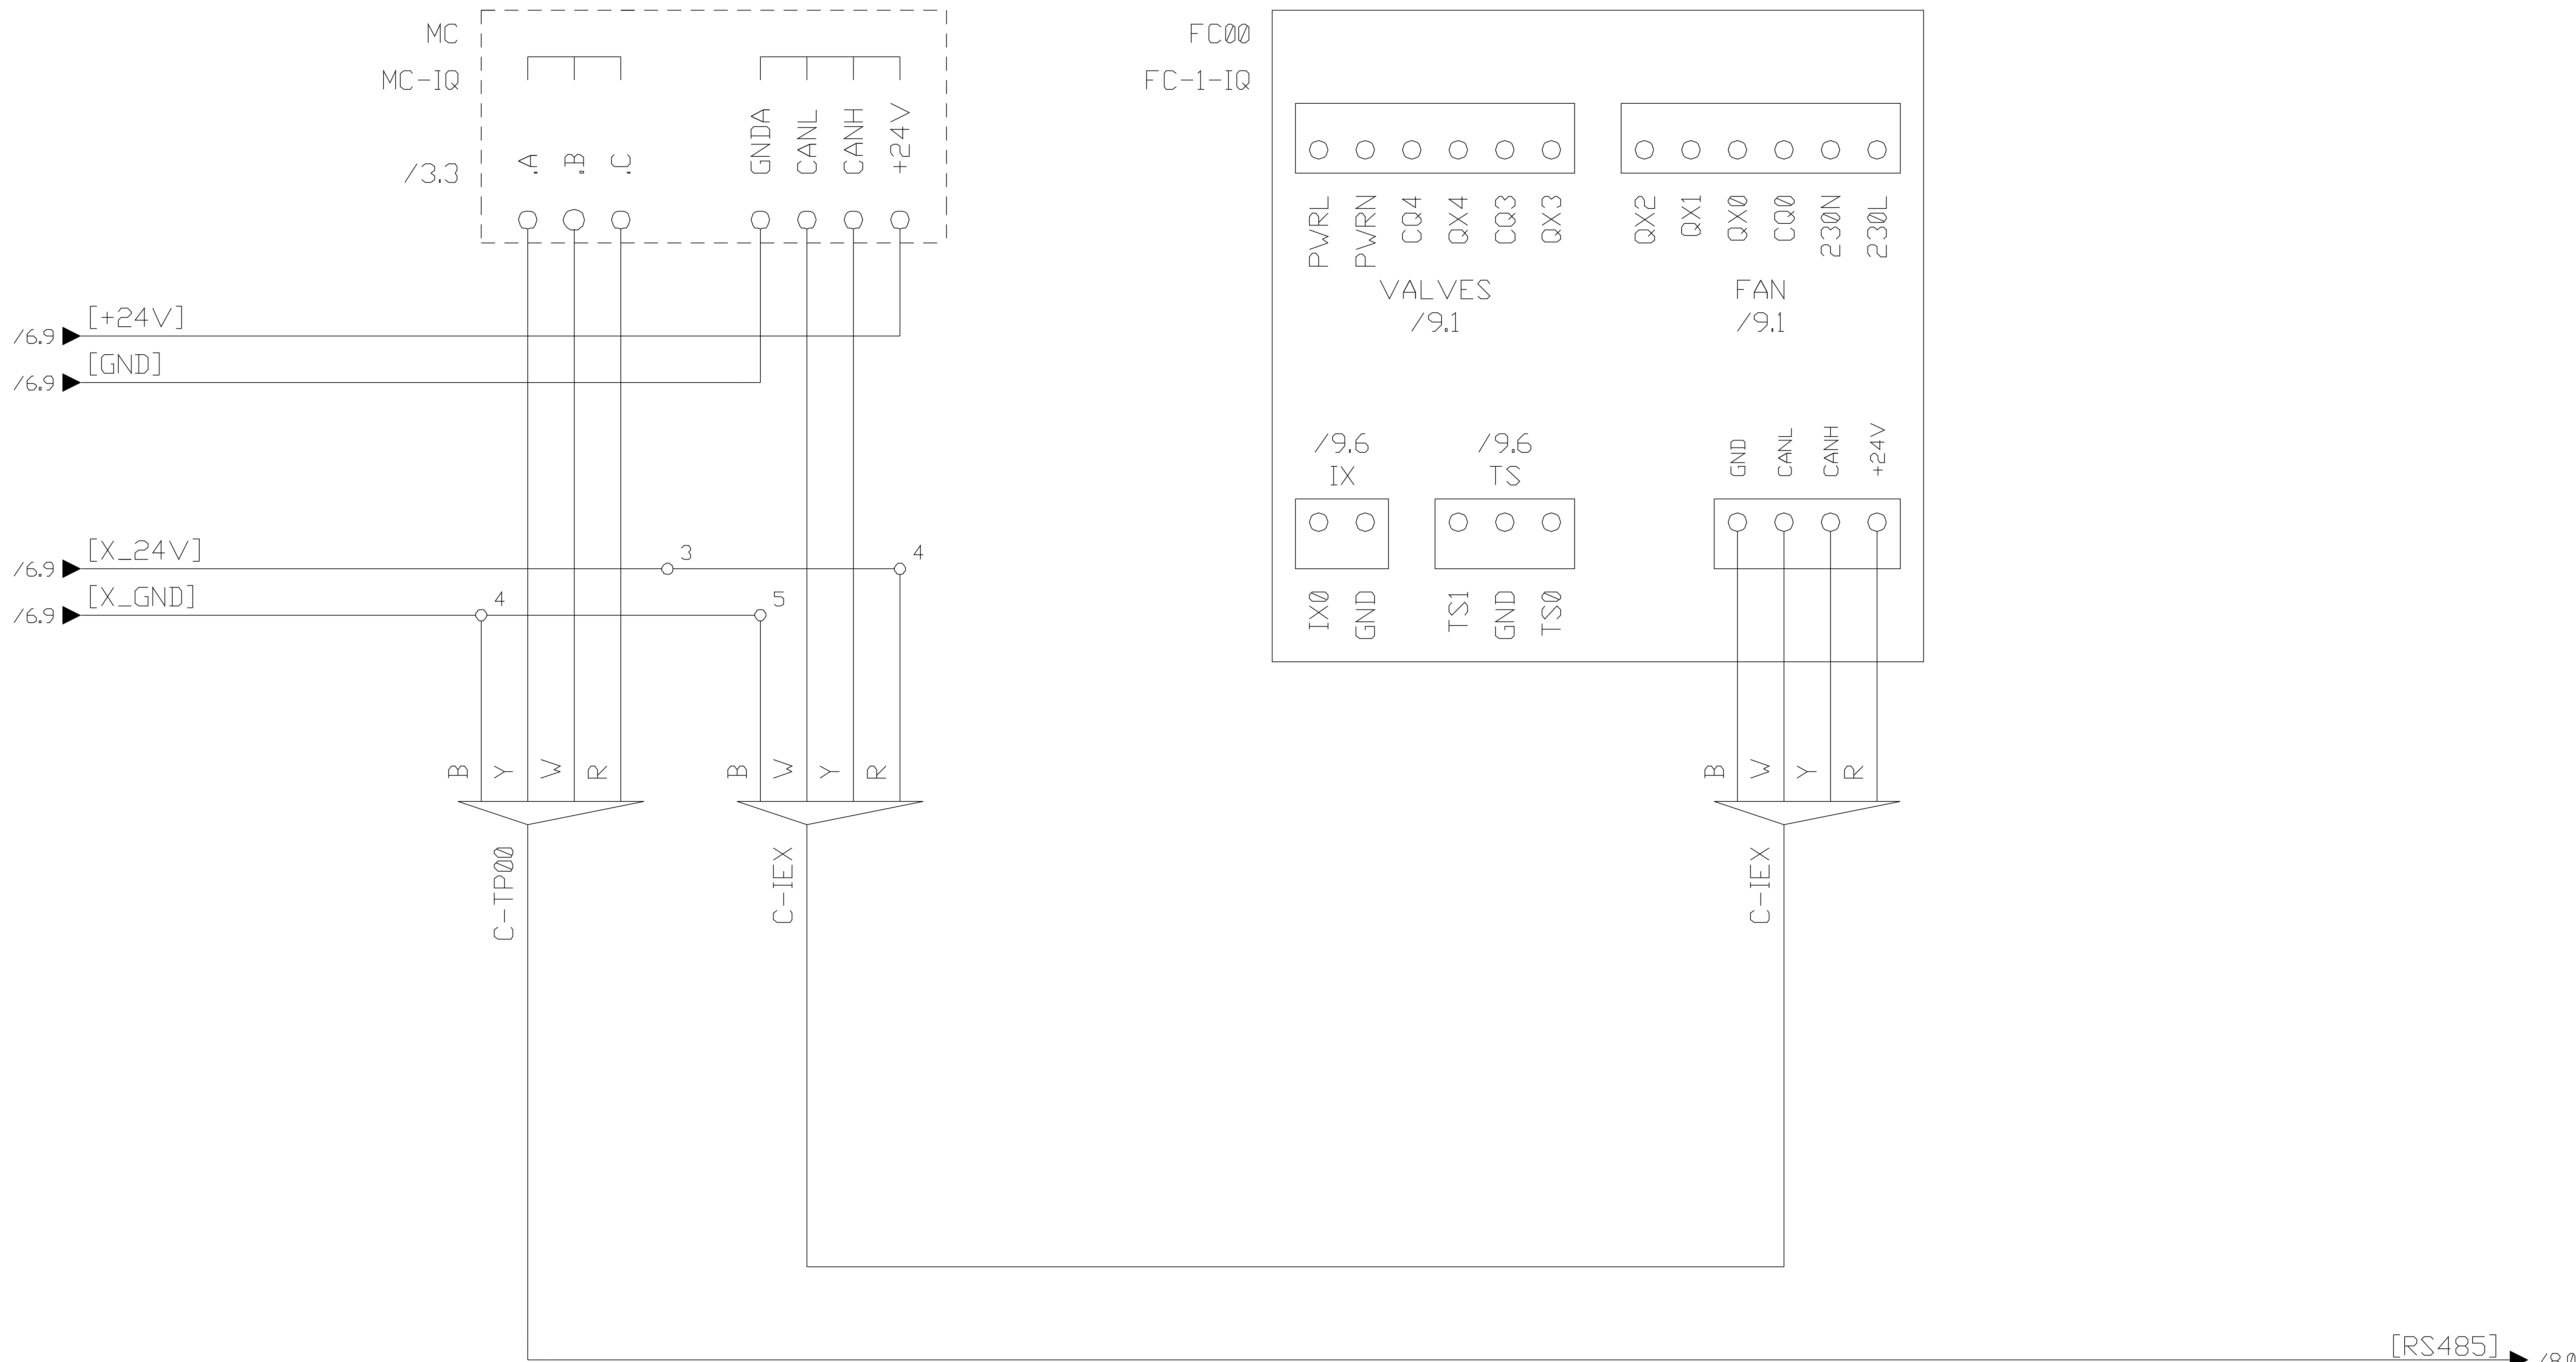 MC
MC-IQ
/3.3
.A
.B
.C
GNDA
CANL
CANH
+24V
FC00
FC-1-IQ
PWRL
PWRN
CQ4
QX4
CQ3
QX3
VALVES
/9.1
QX2
QX1
QX0
CQ0
230N
230L
FAN
/9.1
/6.9 [+24V]
/6.9 [GND]
/9.6
IX
/9.6
TS
GND
CANL
CANH
+24V
/6.9 [X_24V] 3 4
/6.9 [X_GND] 4 5
IX0
GND
TS1
GND
TS0
B
Y
W
R
B
W
Y
R
B
W
Y
R
C-TP00
C-IEX
C-IEX
[RS485]